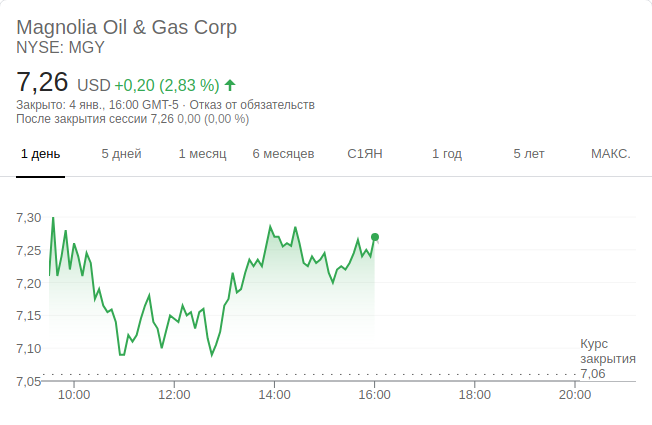 Magnolia Oil & Gas Corp
NYSE: MGY
7,26 USD +0,20 (2,83 %)
Закрыто: 4 янв., 16:00 GMT-5 · Отказ от обязательств
После закрытия сессии 7,26 0,00 (0,00 %)
1 день 5 дней 1 месяц 6 месяцев С1ЯН 1 год 5 лет МАКС.
7,30
7,25
7,20
7,15
7,10
7,05
Курс
закрытия
7,06
10:00 12:00 14:00 16:00 18:00 20:00